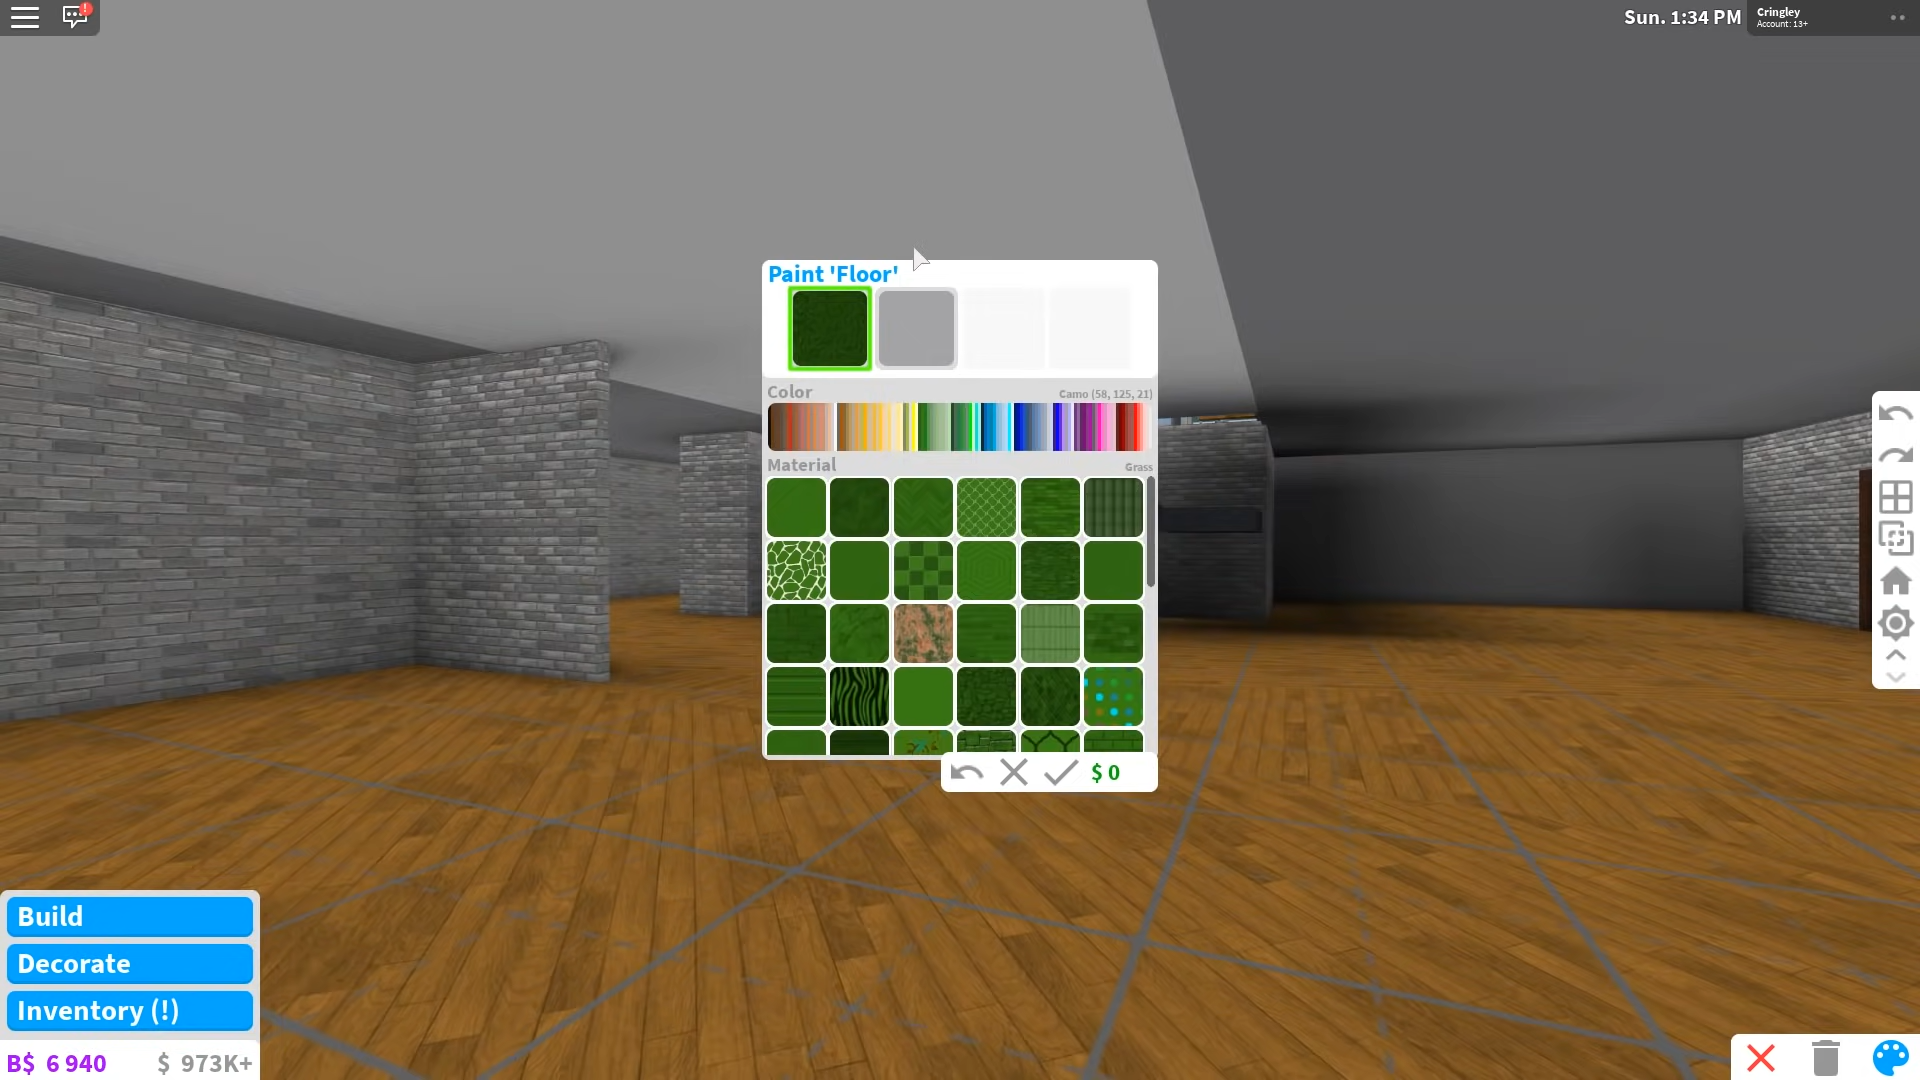 Sun. 1:34 PM
Cringley
Account: 13+
Paint 'Floor'
Color
Camo (58, 125, 21)
Material
Grass
$ 0
Build
Decorate
Inventory (!)
B$ 6 940
$ 973K+